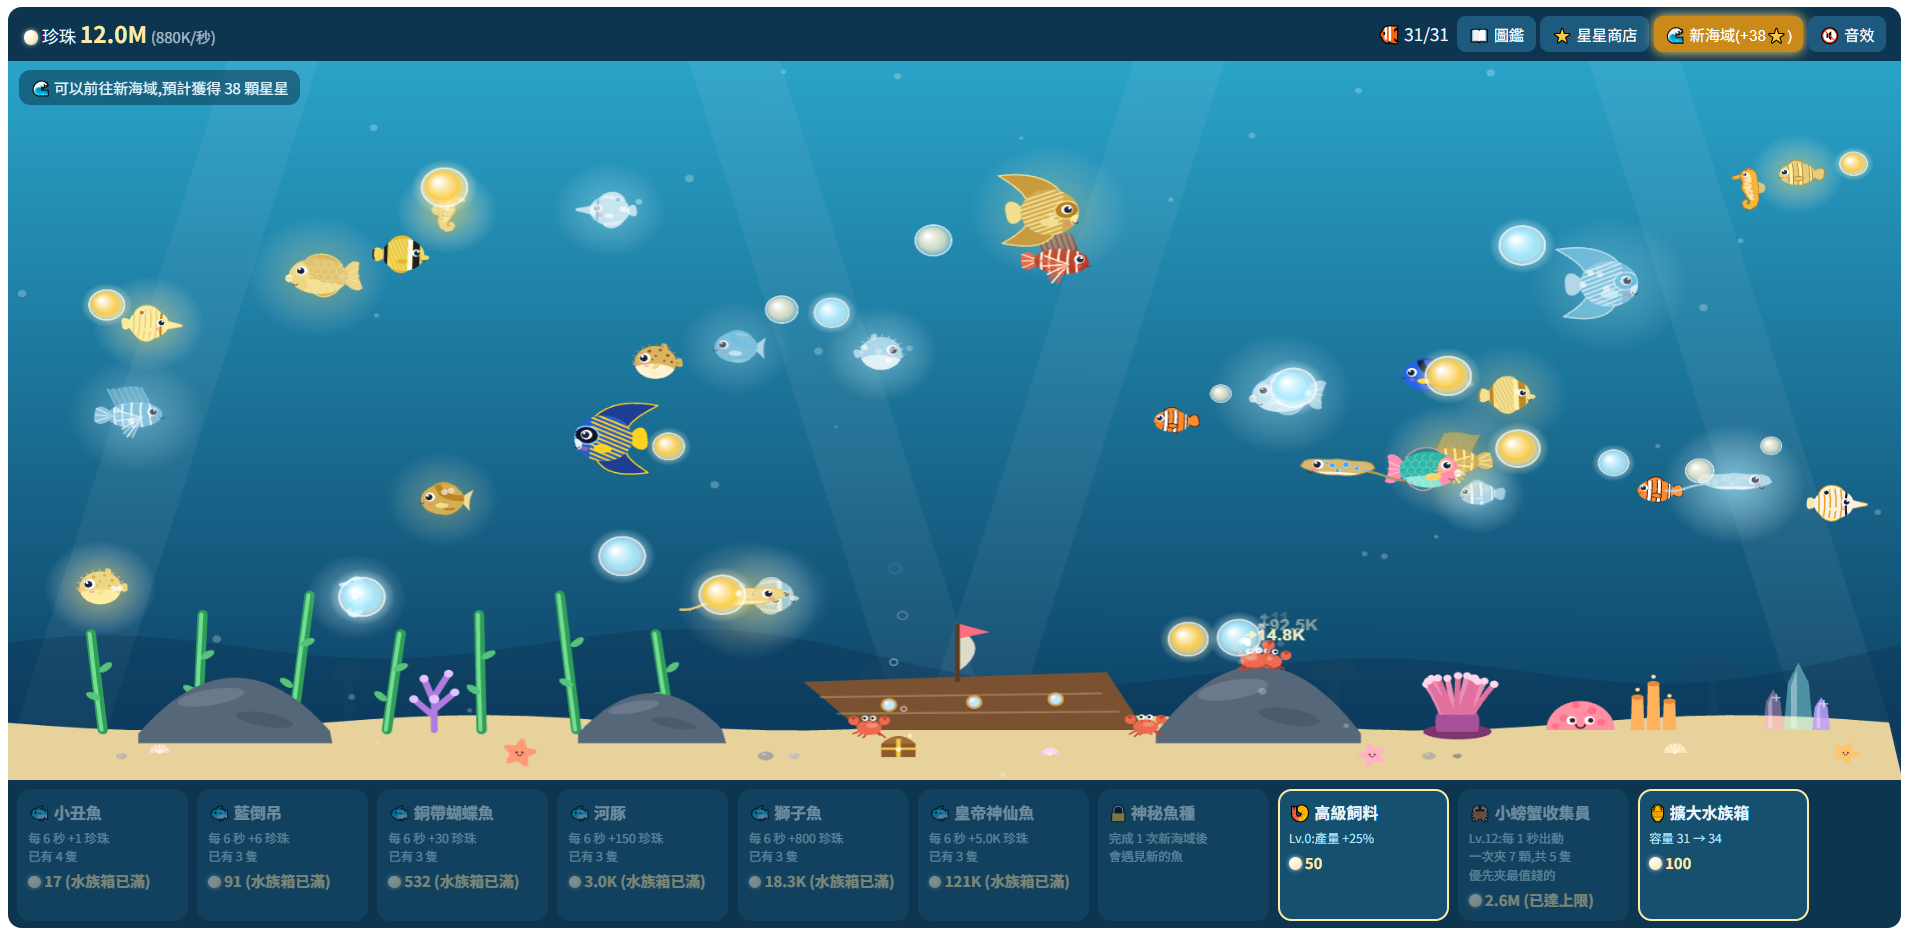 珍珠 12.0M (880K/秒)
31/31
圖鑑
星星商店
新海域(+38⭐)
音效
可以前往新海域,預計獲得 38 顆星星
+92.5K
+14.8K
小丑魚
每 6 秒 +1 珍珠
已有 4 隻
17 (水族箱已滿)
藍倒吊
每 6 秒 +6 珍珠
已有 3 隻
91 (水族箱已滿)
銅帶蝴蝶魚
每 6 秒 +30 珍珠
已有 3 隻
532 (水族箱已滿)
河豚
每 6 秒 +150 珍珠
已有 3 隻
3.0K (水族箱已滿)
獅子魚
每 6 秒 +800 珍珠
已有 3 隻
18.3K (水族箱已滿)
皇帝神仙魚
每 6 秒 +5.0K 珍珠
已有 3 隻
121K (水族箱已滿)
神秘魚種
完成 1 次新海域後
會遇見新的魚
高級飼料
Lv.0:產量 +25%
50
小螃蟹收集員
Lv.12:每 1 秒出動
一次夾 7 顆,共 5 隻
優先夾最值錢的
2.6M (已達上限)
擴大水族箱
容量 31 → 34
100